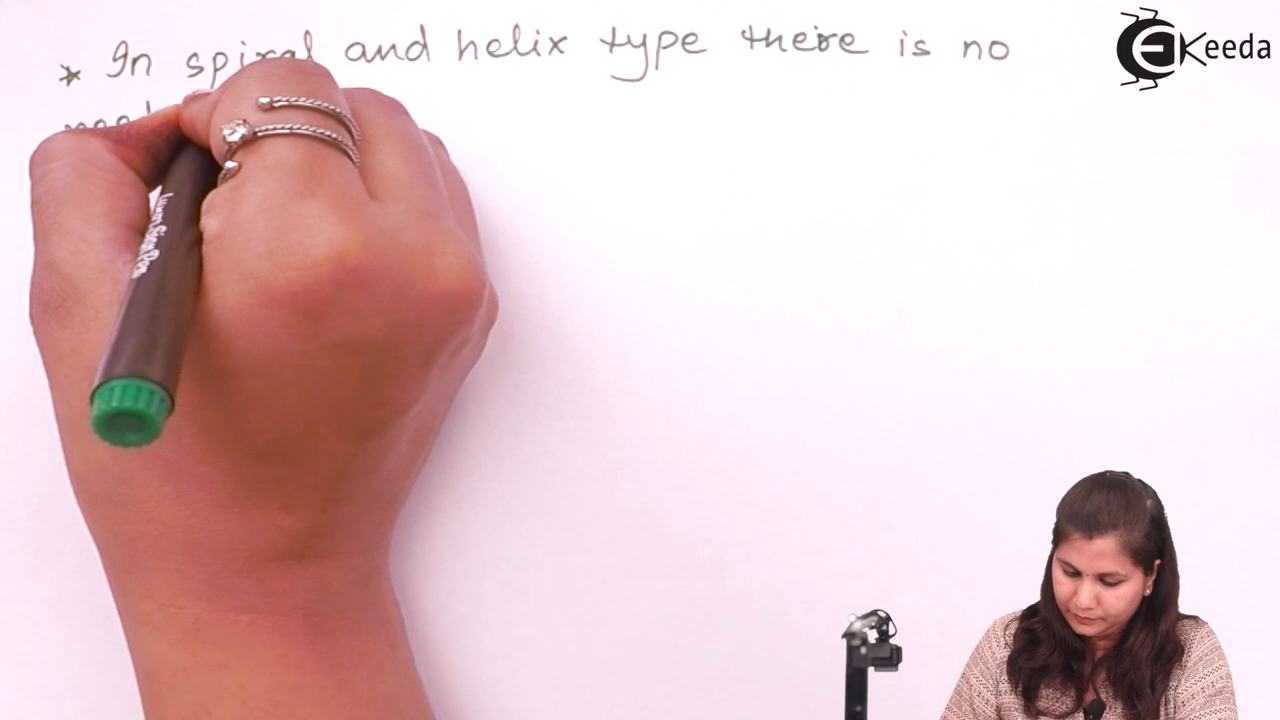 * In spiral and helix type there is no
EKeeda